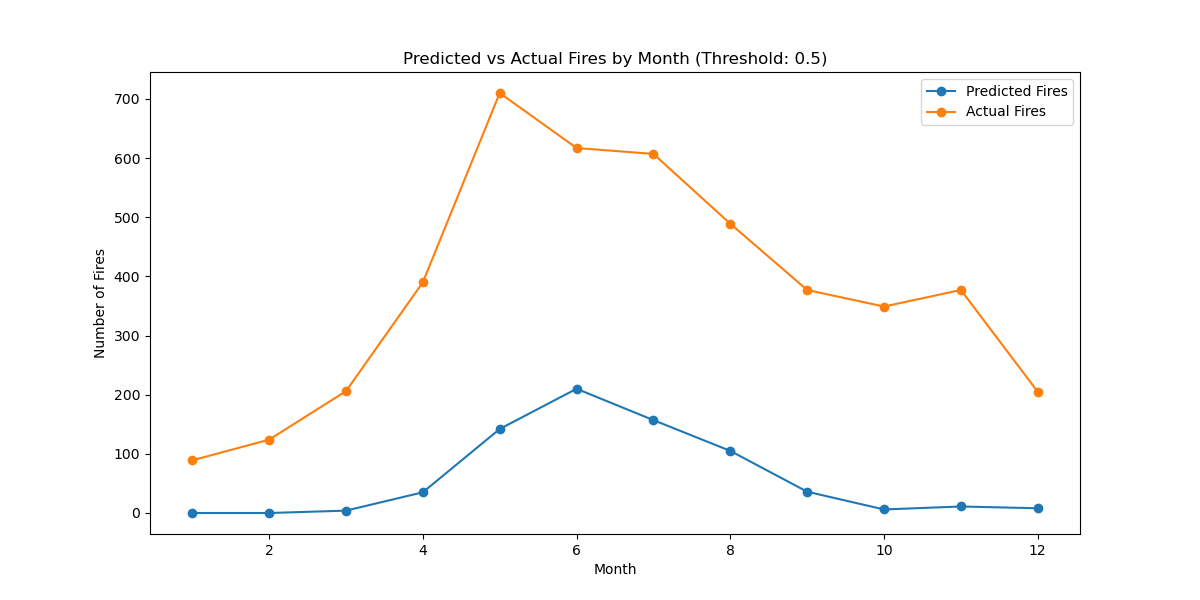 Predicted vs Actual Fires by Month (Threshold: 0.5)
Predicted Fires
Actual Fires
Number of Fires
700
600
500
400
300
200
100
0
2 4 6 8 10 12
Month